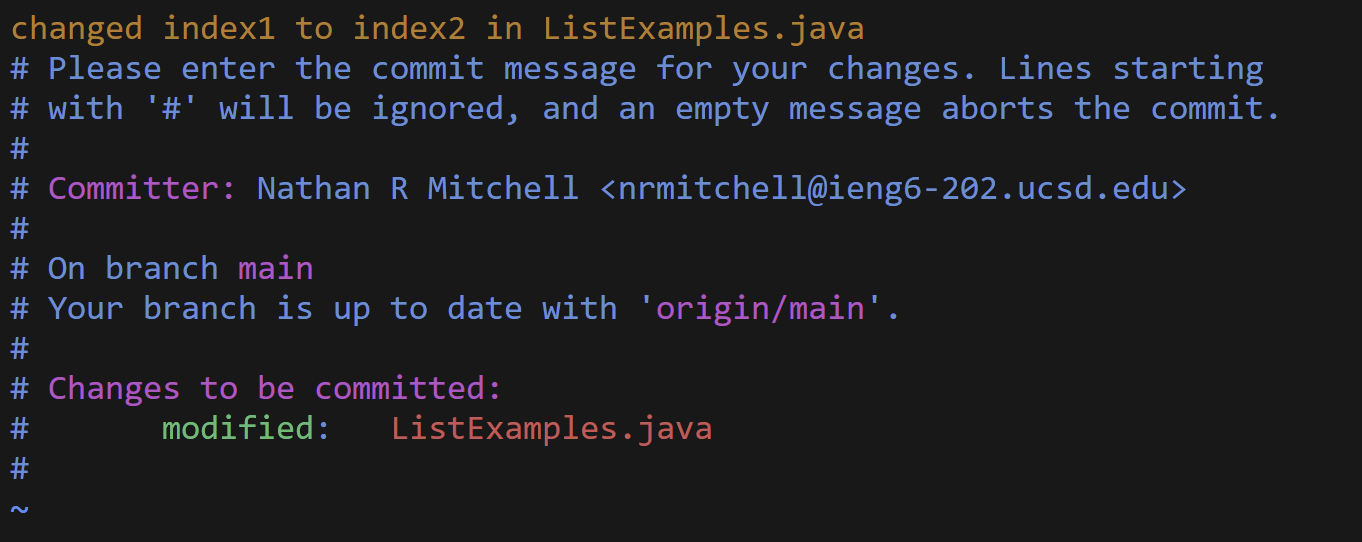 changed index1 to index2 in ListExamples.java
# Please enter the commit message for your changes. Lines starting
# with '#' will be ignored, and an empty message aborts the commit.
#
# Committer: Nathan R Mitchell <nrmitchell@ieng6-202.ucsd.edu>
#
# On branch main
# Your branch is up to date with 'origin/main'.
#
# Changes to be committed:
#       modified:   ListExamples.java
#
~